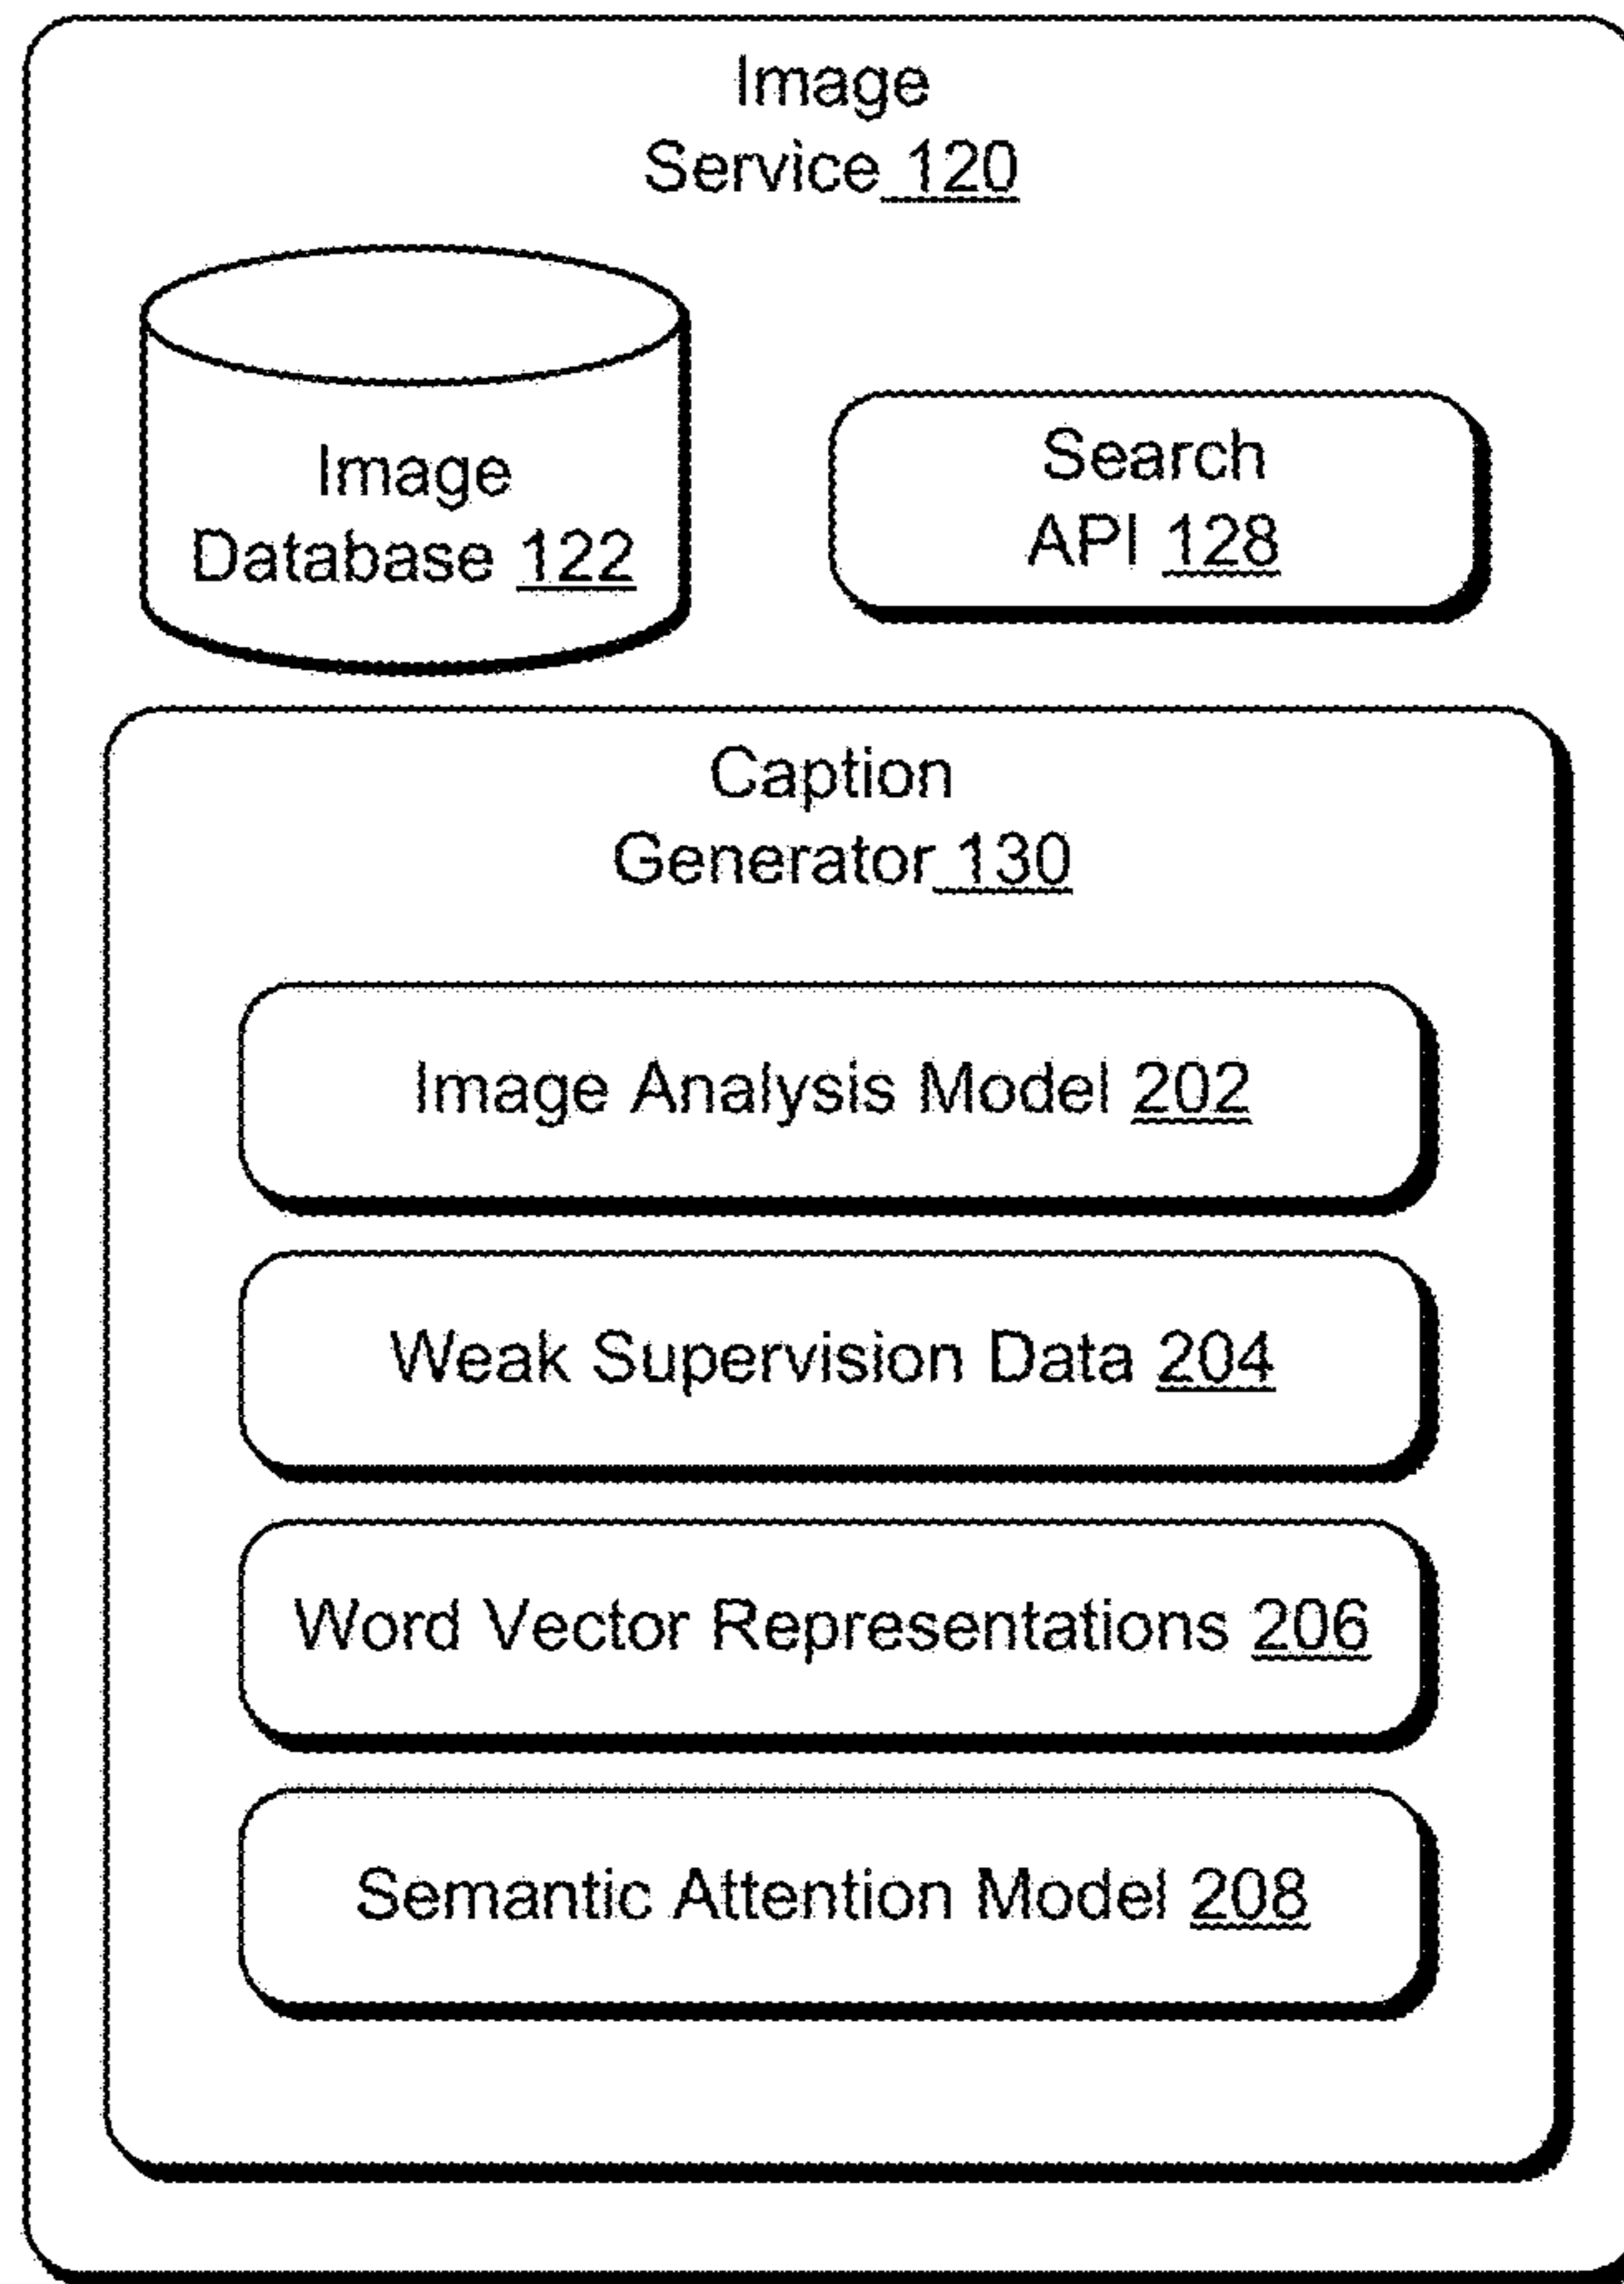 Image
Service 120
Image
Database 122
Search
API 128
Caption
Generator 130
Image Analysis Model 202
Weak Supervision Data 204
Word Vector Representations 206
Semantic Attention Model 208